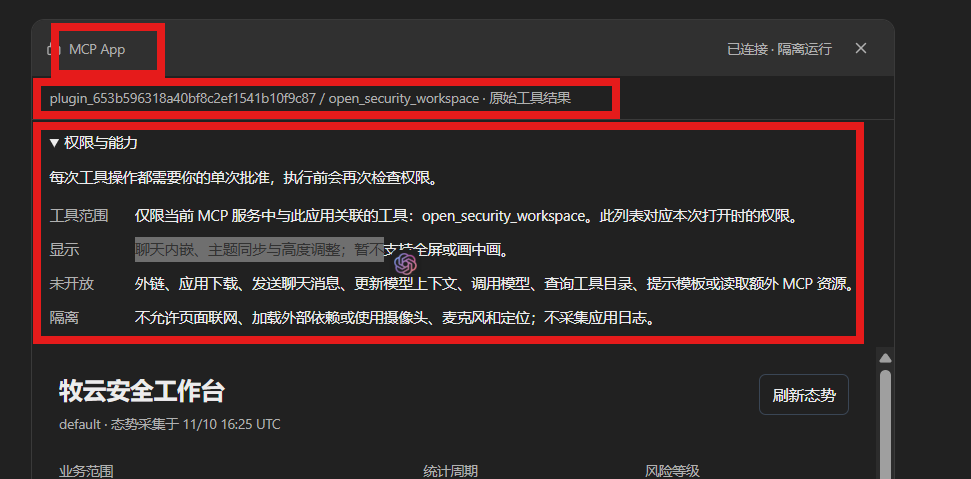 MCP App
已连接 · 隔离运行
plugin_653b596318a40bf8c2ef1541b10f9c87 / open_security_workspace · 原始工具结果
▼ 权限与能力
每次工具操作都需要你的单次批准，执行前会再次检查权限。
工具范围 仅限当前 MCP 服务中与此应用关联的工具：open_security_workspace。此列表对应本次打开时的权限。
显示 聊天内嵌、主题同步与高度调整；暂不支持全屏或画中画。
未开放 外链、应用下载、发送聊天消息、更新模型上下文、调用模型、查询工具目录、提示模板或读取额外 MCP 资源。
隔离 不允许页面联网、加载外部依赖或使用摄像头、麦克风和定位；不采集应用日志。
牧云安全工作台
刷新态势
default · 态势采集于 11/10 16:25 UTC
业务范围 统计周期 风险等级